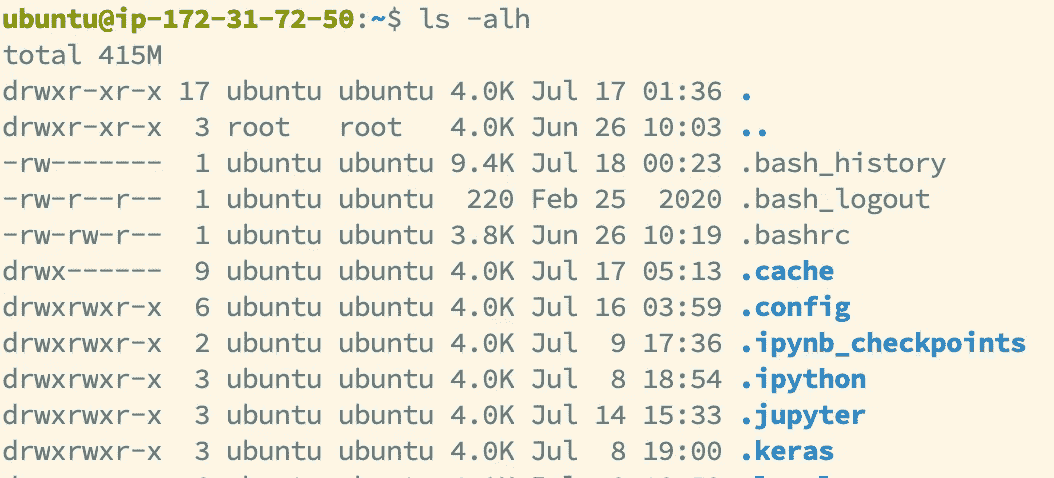 ubuntu@ip-172-31-72-50:~$ ls -alh
total 415M
drwxr-xr-x 17 ubuntu ubuntu 4.0K Jul 17 01:36 .
drwxr-xr-x  3 root   root   4.0K Jun 26 10:03 ..
-rw-------  1 ubuntu ubuntu 9.4K Jul 18 00:23 .bash_history
-rw-r--r--  1 ubuntu ubuntu  220 Feb 25  2020 .bash_logout
-rw-rw-r--  1 ubuntu ubuntu 3.8K Jun 26 10:19 .bashrc
drwx------  9 ubuntu ubuntu 4.0K Jul 17 05:13 .cache
drwxrwxr-x  6 ubuntu ubuntu 4.0K Jul 16 03:59 .config
drwxrwxr-x  2 ubuntu ubuntu 4.0K Jul  9 17:36 .ipynb_checkpoints
drwxrwxr-x  3 ubuntu ubuntu 4.0K Jul  8 18:54 .ipython
drwxrwxr-x  3 ubuntu ubuntu 4.0K Jul 14 15:33 .jupyter
drwxrwxr-x  3 ubuntu ubuntu 4.0K Jul  8 19:00 .keras